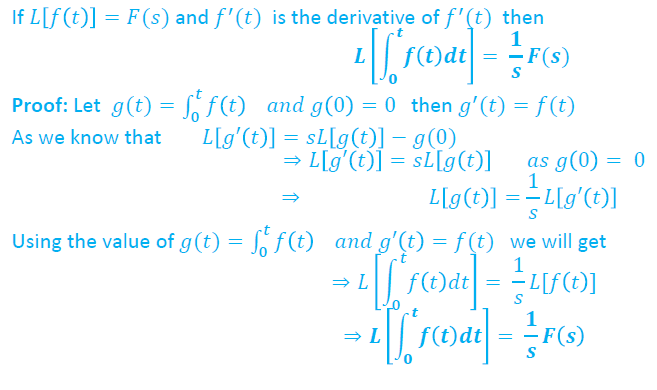 If L[f(t)] = F(s) and f′(t) is the derivative of f′(t) then
L[∫₀ᵗ f(t)dt] = 1/s F(s)
Proof: Let g(t) = ∫₀ᵗ f(t) and g(0) = 0 then g′(t) = f(t)
As we know that L[g′(t)] = sL[g(t)] − g(0)
⇒ L[g′(t)] = sL[g(t)] as g(0) = 0
⇒ L[g(t)] = 1/s L[g′(t)]
Using the value of g(t) = ∫₀ᵗ f(t) and g′(t) = f(t) we will get
⇒ L[∫₀ᵗ f(t)dt] = 1/s L[f(t)]
⇒ L[∫₀ᵗ f(t)dt] = 1/s F(s)